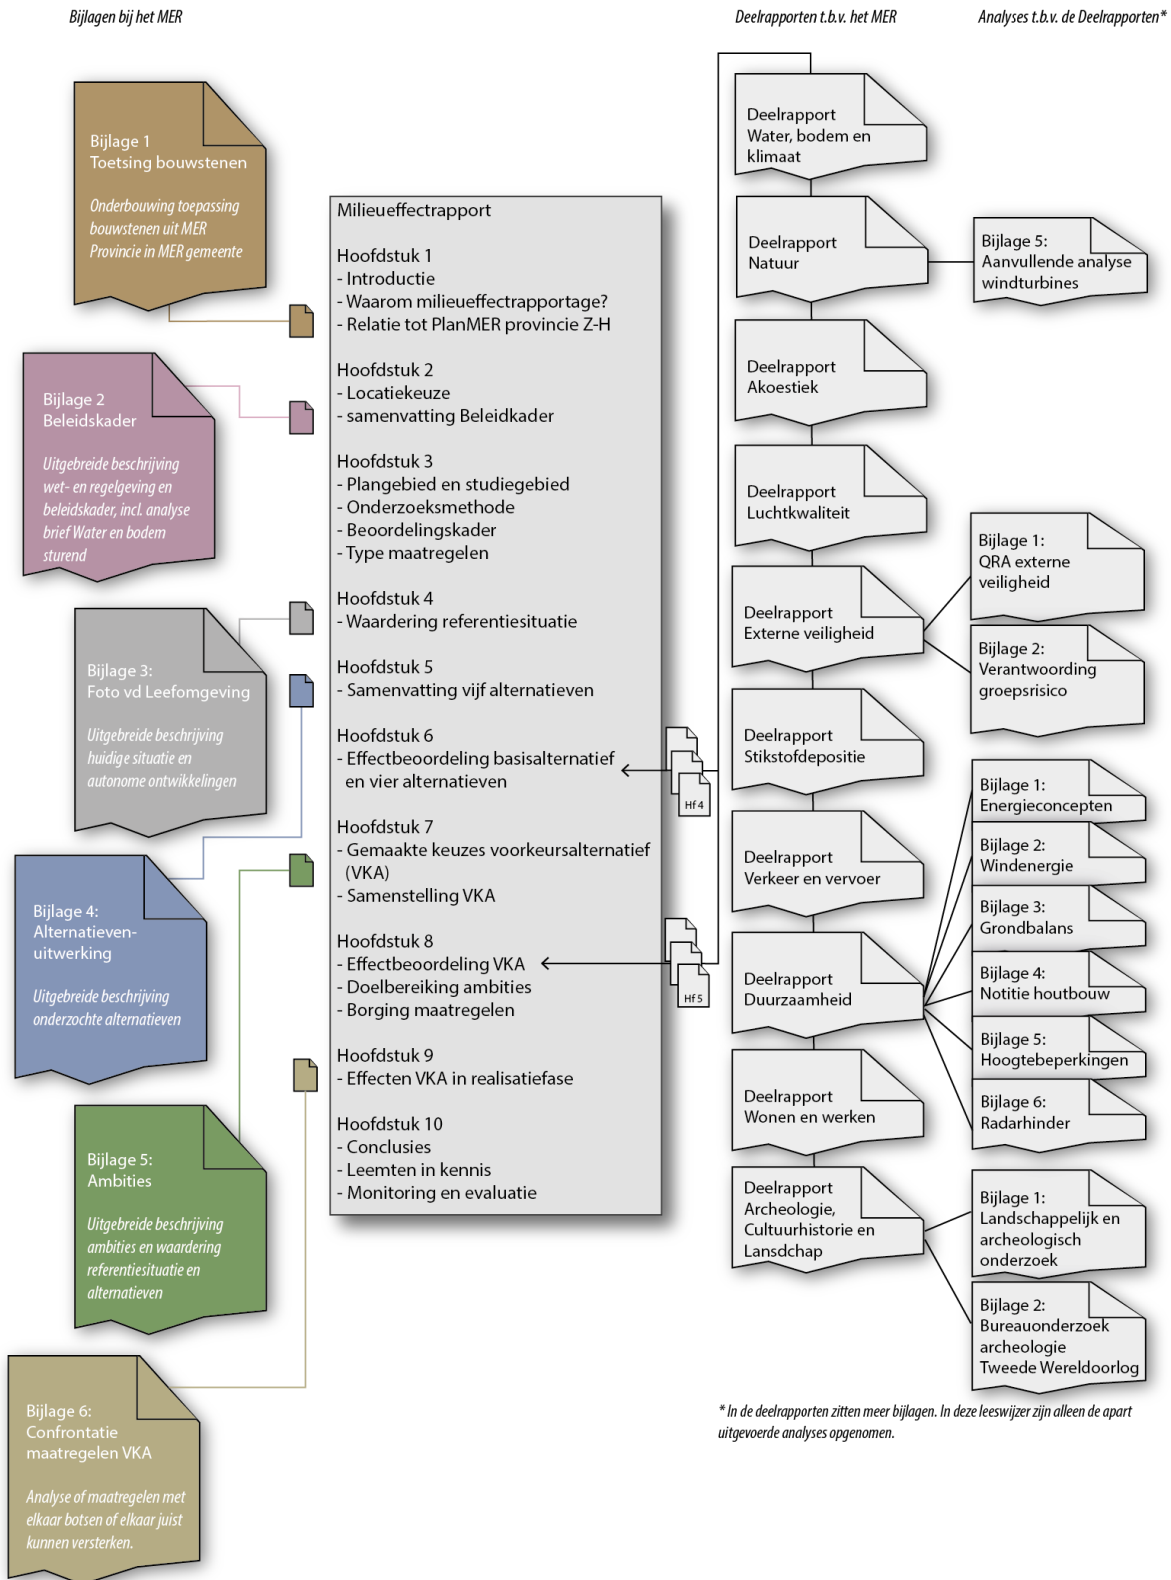 Bijlagen bij het MER
Bijlage 1
Toetsing bouwstenen
Onderbouwing toepassing
bouwstenen uit MER
Provincie in MER gemeente
Bijlage 2
Beleidskader
Uitgebreide beschrijving
wet- en regelgeving en
beleidskader, incl. analyse
brief Water en bodem
sturend
Bijlage 3:
Foto vd Leefomgeving
Uitgebreide beschrijving
huidige situatie en
autonome ontwikkelingen
Bijlage 4:
Alternatieven-
uitwerking
Uitgebreide beschrijving
onderzochte alternatieven
Bijlage 5:
Ambities
Uitgebreide beschrijving
ambities en waardering
referentiesituatie en
alternatieven
Bijlage 6:
Confrontatie
maatregelen VKA
Analyse of maatregelen met
elkaar botsen of elkaar juist
kunnen versterken.
Milieueffectrapport
Hoofdstuk 1
- Introductie
- Waarom milieueffectrapportage?
- Relatie tot PlanMER provincie Z-H
Hoofdstuk 2
- Locatiekeuze
- samenvatting Beleidkader
Hoofdstuk 3
- Plangebied en studiegebied
- Onderzoeksmethode
- Beoordelingskader
- Type maatregelen
Hoofdstuk 4
- Waardering referentiesituatie
Hoofdstuk 5
- Samenvatting vijf alternatieven
Hoofdstuk 6
- Effectbeoordeling basisalternatief
en vier alternatieven
Hoofdstuk 7
- Gemaakte keuzes voorkeursalternatief
(VKA)
- Samenstelling VKA
Hoofdstuk 8
- Effectbeoordeling VKA
- Doelbereiking ambities
- Borging maatregelen
Hoofdstuk 9
- Effecten VKA in realisatiefase
Hoofdstuk 10
- Conclusies
- Leemten in kennis
- Monitoring en evaluatie
Hf 4
Hf 5
Deelrapporten t.b.v. het MER
Deelrapport
Water, bodem en
klimaat
Deelrapport
Natuur
Deelrapport
Akoestiek
Deelrapport
Luchtkwaliteit
Deelrapport
Externe veiligheid
Deelrapport
Stikstofdepositie
Deelrapport
Verkeer en vervoer
Deelrapport
Duurzaamheid
Deelrapport
Wonen en werken
Deelrapport
Archeologie,
Cultuurhistorie en
Lansdchap
Analyses t.b.v. de Deelrapporten*
Bijlage 5:
Aanvullende analyse
windturbines
Bijlage 1:
QRA externe
veiligheid
Bijlage 2:
Verantwoording
groepsrisico
Bijlage 1:
Energieconcepten
Bijlage 2:
Windenergie
Bijlage 3:
Grondbalans
Bijlage 4:
Notitie houtbouw
Bijlage 5:
Hoogtebeperkingen
Bijlage 6:
Radarhinder
Bijlage 1:
Landschappelijk en
archeologisch
onderzoek
Bijlage 2:
Bureauonderzoek
archeologie
Tweede Wereldoorlog
* In de deelrapporten zitten meer bijlagen. In deze leeswijzer zijn alleen de apart
uitgevoerde analyses opgenomen.